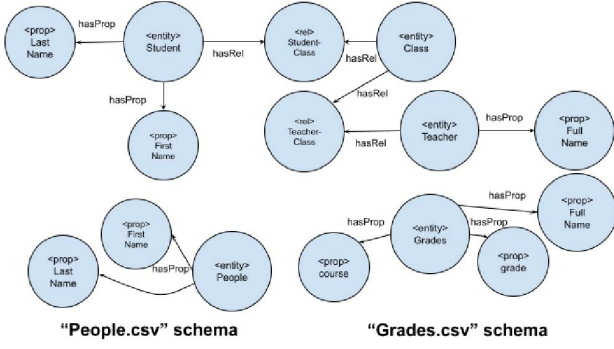 <prop>
Last
Name
hasProp
<entity>
Student
hasRel
<rel>
Student-
Class
hasRel
<entity>
Class
hasRel
hasProp
<prop>
First
Name
<rel>
Teacher-
Class
hasRel
<entity>
Teacher
hasProp
<prop>
Full
Name
<prop>
First
Name
<prop>
Last
Name
hasProp
<entity>
People
hasProp
<entity>
Grades
hasProp
hasProp
<prop>
Full
Name
<prop>
course
<prop>
grade
"People.csv" schema
"Grades.csv" schema